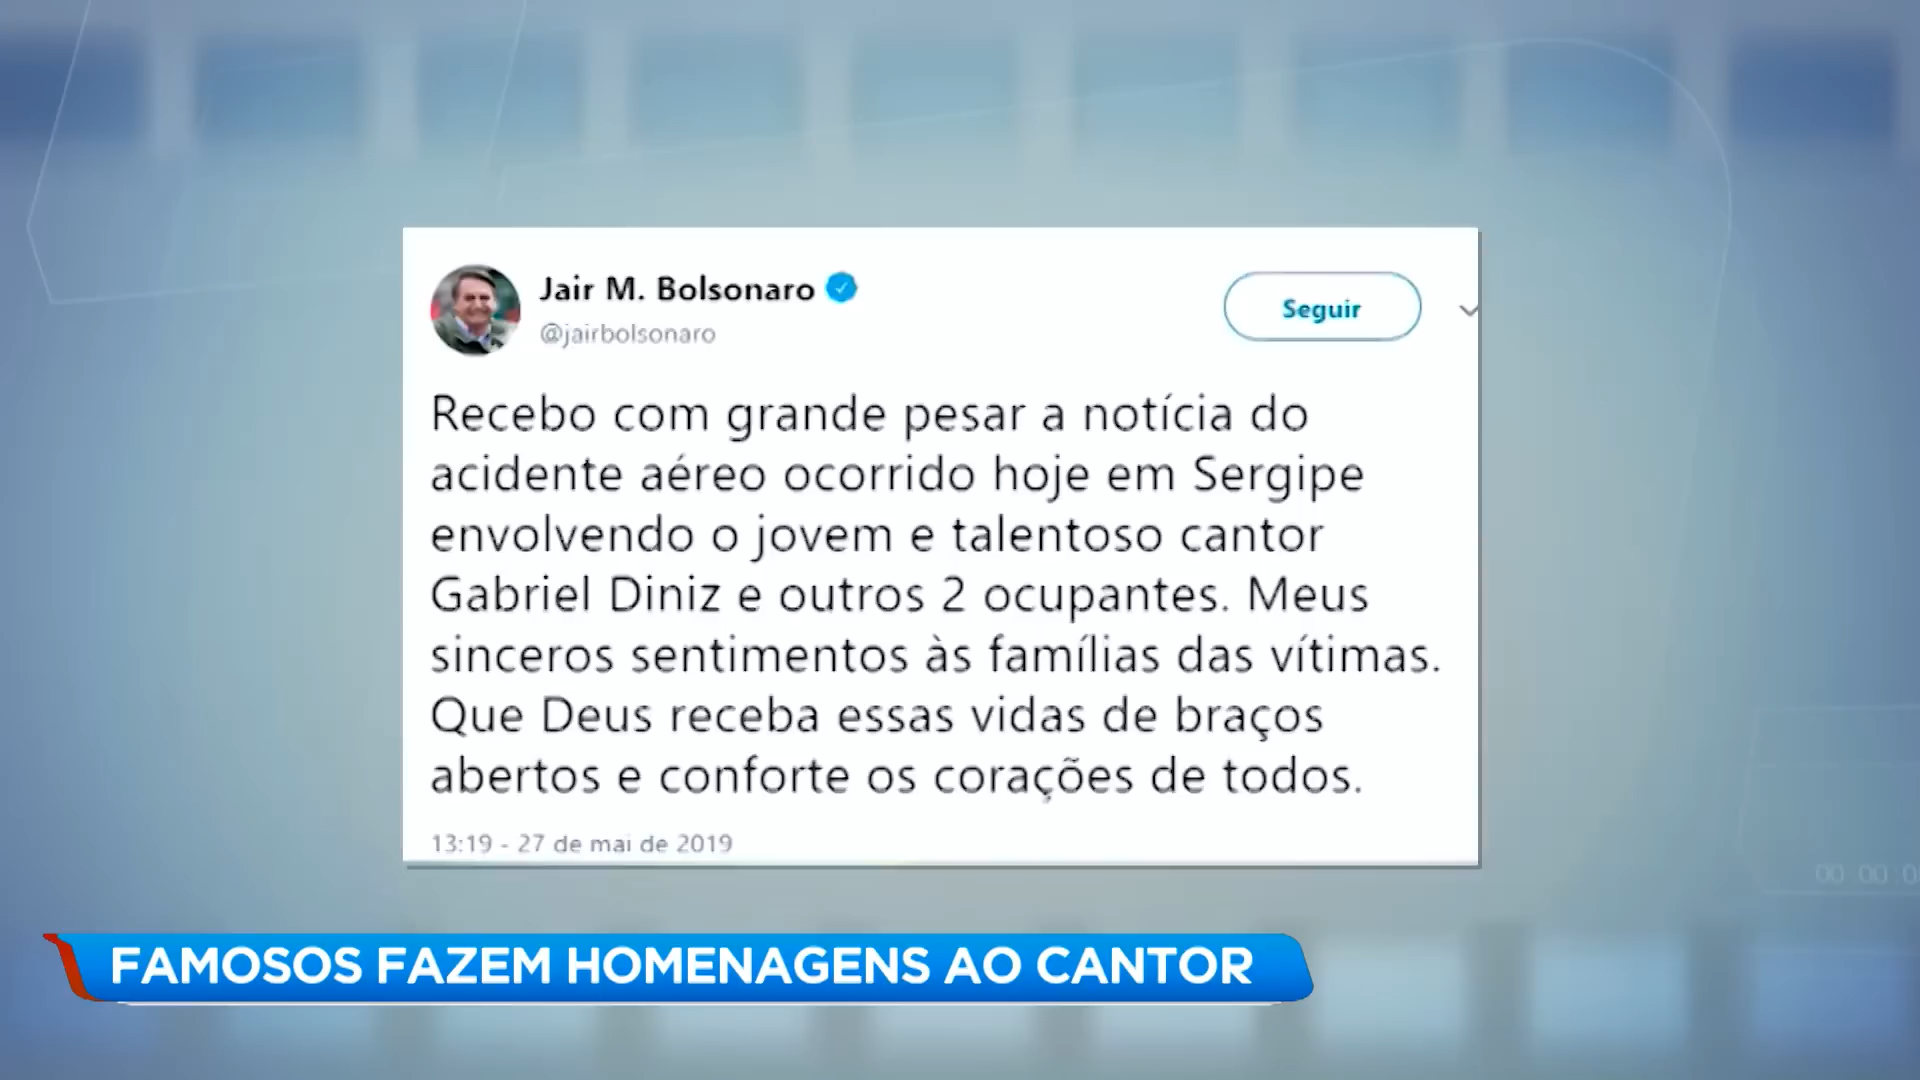 Jair M. Bolsonaro
@jairbolsonaro
Seguir
Recebo com grande pesar a notícia do
acidente aéreo ocorrido hoje em Sergipe
envolvendo o jovem e talentoso cantor
Gabriel Diniz e outros 2 ocupantes. Meus
sinceros sentimentos às famílias das vítimas.
Que Deus receba essas vidas de braços
abertos e conforte os corações de todos.
13:19 - 27 de mai de 2019
FAMOSOS FAZEM HOMENAGENS AO CANTOR